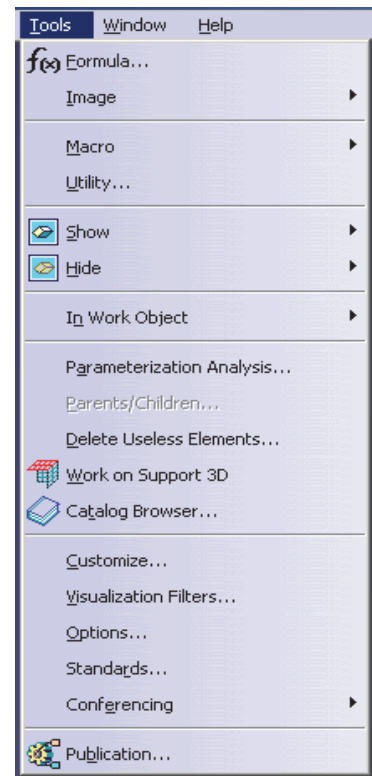 Tools Window Help
f(x) Formula...
Image
Macro
Utility...
Show
Hide
In Work Object
Parameterization Analysis...
Parents/Children...
Delete Useless Elements...
Work on Support 3D
Catalog Browser...
Customize...
Visualization Filters...
Options...
Standards...
Conferencing
Publication...